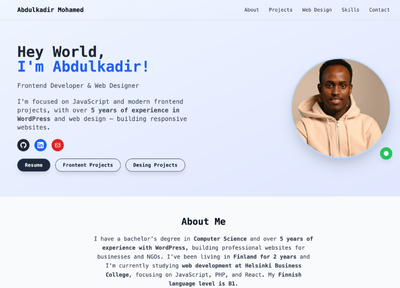 Abdulkadir Mohamed
About Projects Web Design Skills Contact
Hey World,
I'm Abdulkadir!
Frontend Developer & Web Designer
I'm focused on JavaScript and modern frontend
projects, with over 5 years of experience in
WordPress and web design — building responsive
websites.
Resume Frontent Projects Desing Projects
About Me
I have a bachelor's degree in Computer Science and over 5 years of
experience with WordPress, building professional websites for
businesses and NGOs. I've been living in Finland for 2 years and
I'm currently studying web development at Helsinki Business
College, focusing on JavaScript, PHP, and React. My Finnish
language level is B1.